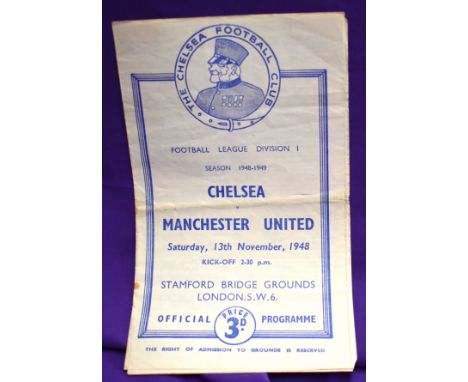 THE CHELSEA FOOTBALL CLUB
FOOTBALL LEAGUE DIVISION 1
SEASON 1948-1949
CHELSEA
v
MANCHESTER UNITED
Saturday, 13th November, 1948
KICK-OFF 2-30 p.m.
STAMFORD BRIDGE GROUNDS
LONDON.S.W.6.
OFFICIAL PRICE 3D. PROGRAMME
THE RIGHT OF ADMISSION TO GROUNDS IS RESERVED